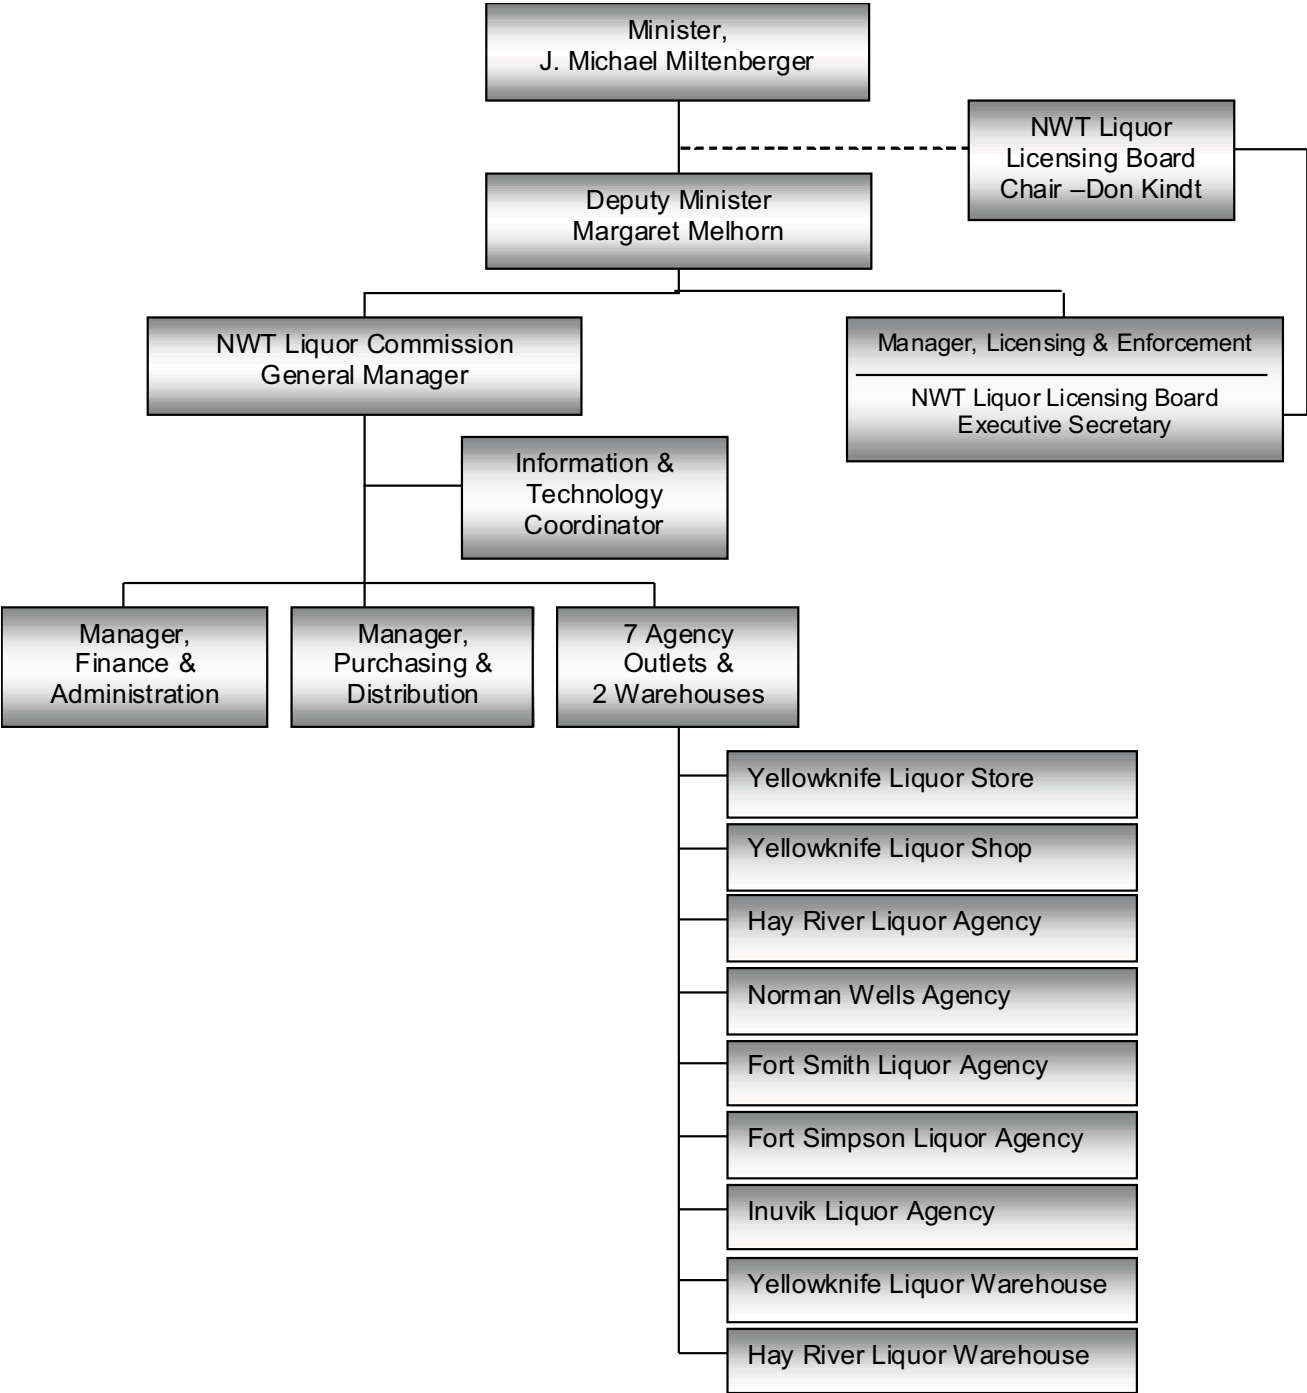 Minister,
J. Michael Miltenberger
NWT Liquor
Licensing Board
Chair –Don Kindt
Deputy Minister
Margaret Melhorn
NWT Liquor Commission
General Manager
Manager, Licensing & Enforcement
NWT Liquor Licensing Board
Executive Secretary
Information &
Technology
Coordinator
Manager,
Finance &
Administration
Manager,
Purchasing &
Distribution
7 Agency
Outlets &
2 Warehouses
Yellowknife Liquor Store
Yellowknife Liquor Shop
Hay River Liquor Agency
Norman Wells Agency
Fort Smith Liquor Agency
Fort Simpson Liquor Agency
Inuvik Liquor Agency
Yellowknife Liquor Warehouse
Hay River Liquor Warehouse